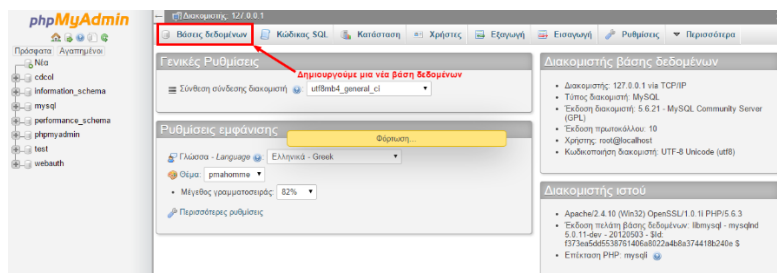 phpMyAdmin
Πρόσφατα Αγαπημένοι
Νέα
cdcol
information_schema
mysql
performance_schema
phpmyadmin
test
webauth
Διακομιστής: 127.0.0.1
Βάσεις δεδομένων Κώδικας SQL Κατάσταση Χρήστες Εξαγωγή Εισαγωγή Ρυθμίσεις Περισσότερα
Γενικές Ρυθμίσεις
Δημιουργούμε μια νέα βάση δεδομένων
Σύνθεση σύνδεσης διακομιστή : utf8mb4_general_ci
Ρυθμίσεις εμφάνισης
Φόρτωση...
Γλώσσα - Language : Ελληνικά - Greek
Θέμα: pmahomme
• Μέγεθος γραμματοσειράς: 82%
Περισσότερες ρυθμίσεις
Διακομιστής βάσης δεδομένων
• Διακομιστής: 127.0.0.1 via TCP/IP
• Τύπος διακομιστή: MySQL
• Έκδοση διακομιστή: 5.6.21 - MySQL Community Server
(GPL)
• Έκδοση πρωτοκόλλου: 10
• Χρήστης: root@localhost
• Κωδικοποίηση διακομιστή: UTF-8 Unicode (utf8)
Διακομιστής ιστού
• Apache/2.4.10 (Win32) OpenSSL/1.0.1i PHP/5.6.3
• Έκδοση πελάτη βάσης δεδομένων: libmysql - mysqlnd
5.0.11-dev - 20120503 - $Id:
f373ea5dd5538761406a8022a4b8a374418b240e $
• Επέκταση PHP: mysqli